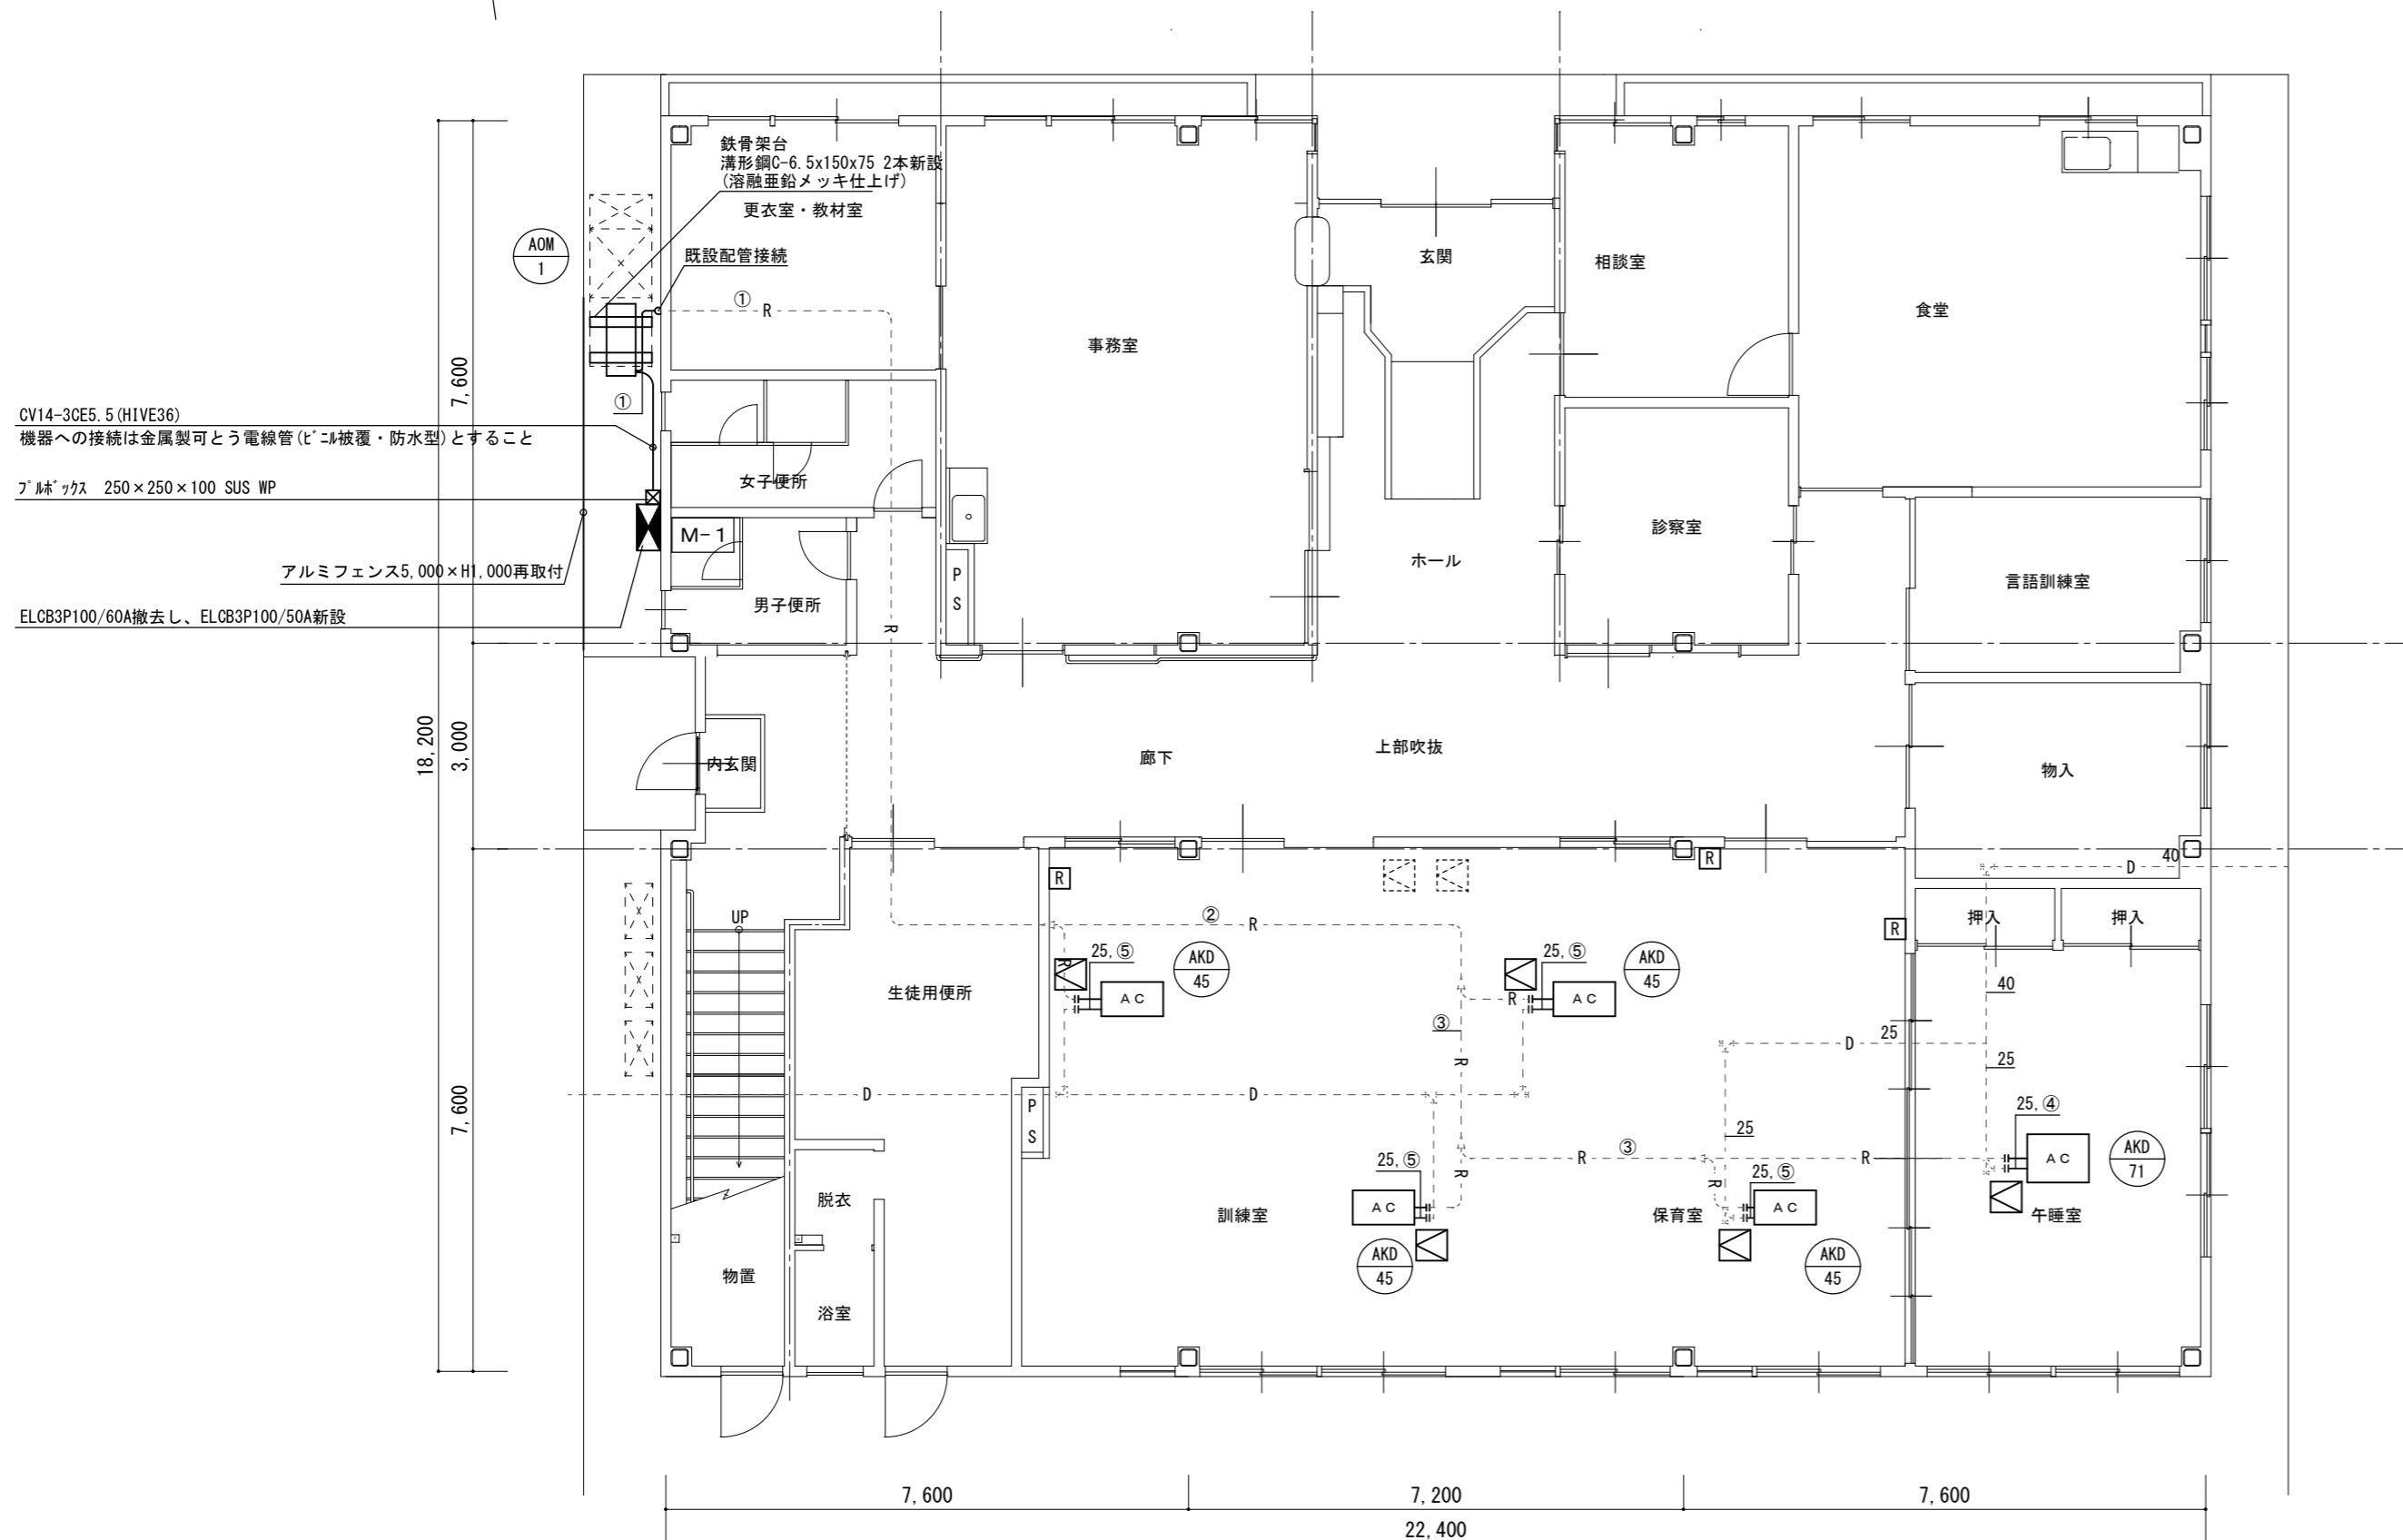 鉄骨架台
溝形鋼C-6.5x150x75 2本新設
(溶融亜鉛メッキ仕上げ)
更衣室・教材室
AOM
1
既設配管接続
①
R
玄関
相談室
食堂
事務室
7,600
①
CV14-3CE5.5(HIVE36)
機器への接続は金属製可とう電線管(ﾋﾞﾆﾙ被覆・防水型)とすること
女子便所
ﾌﾟﾙﾎﾞｯｸｽ 250×250×100 SUS WP
M-1
診察室
ホール
アルミフェンス5,000×H1,000再取付
P
S
言語訓練室
男子便所
ELCB3P100/60A撤去し、ELCB3P100/50A新設
R
18,200
3,000
内玄関
廊下
上部吹抜
物入
R
R
40
D
UP
②
R
押入
押入
R
25,⑤
AKD
45
25,⑤
AKD
45
R
生徒用便所
A C
R
A C
40
③
25
D
25
R
D
D
P
S
25,④
25
③
AKD
71
A C
R
R
25,⑤
R
25,⑤
R
7,600
脱衣
A C
A C
訓練室
保育室
午睡室
AKD
45
AKD
45
物置
浴室
7,600
7,200
7,600
22,400